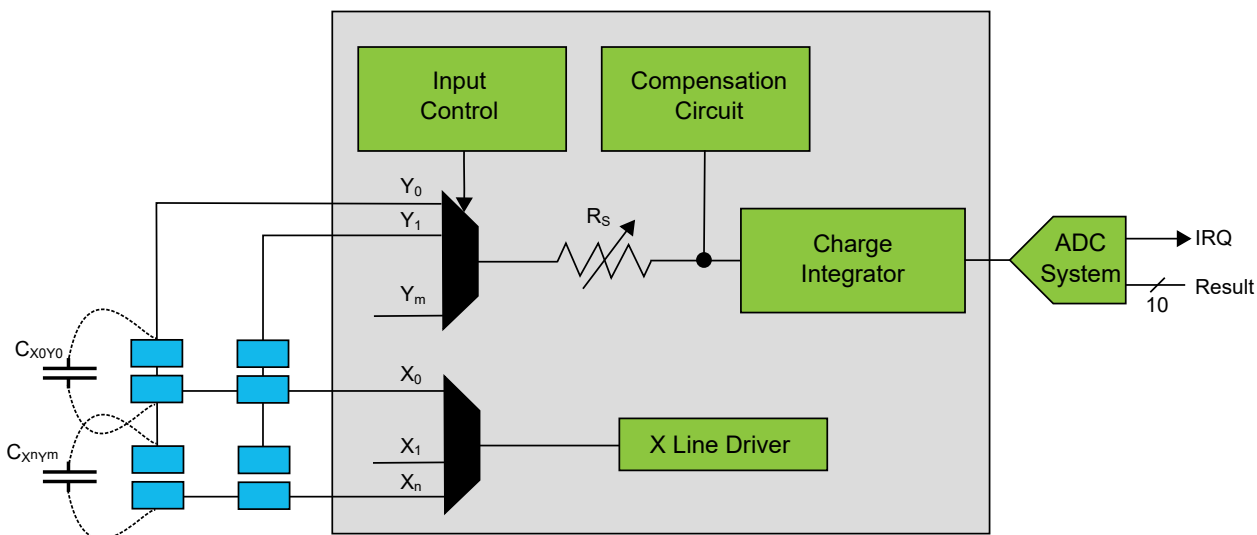 Input
Control
Compensation
Circuit
Y0
Y1
RS
Charge
Integrator
ADC
System
IRQ
Result
10
Ym
CX0Y0
X0
X Line Driver
X1
CXnYm
Xn